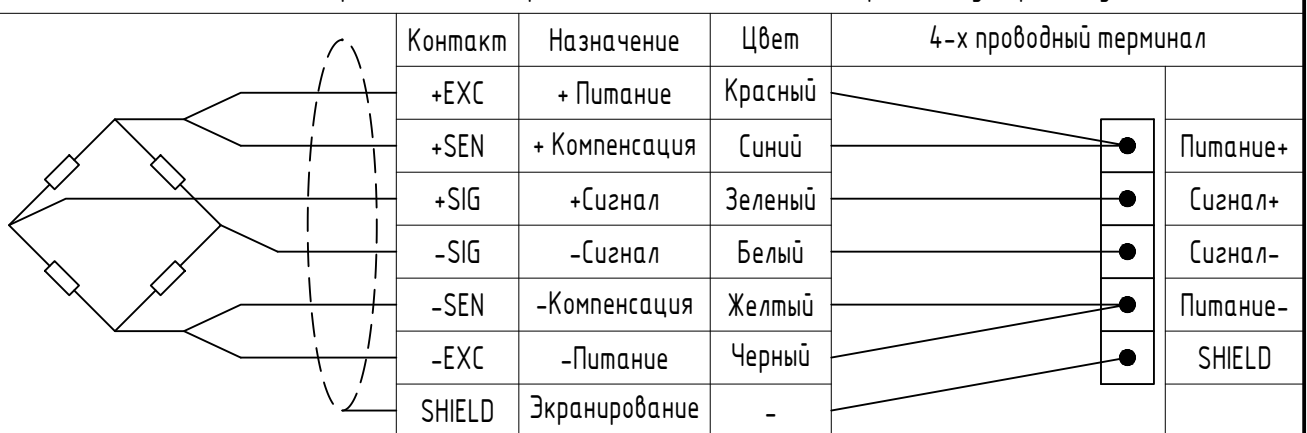 Контакт Назначение Цвет 4-х проводный терминал
+EXC + Питание Красный
+SEN + Компенсация Синий Питание+
+SIG +Сигнал Зеленый Сигнал+
-SIG -Сигнал Белый Сигнал-
-SEN -Компенсация Желтый Питание-
-EXC -Питание Черный SHIELD
SHIELD Экранирование -